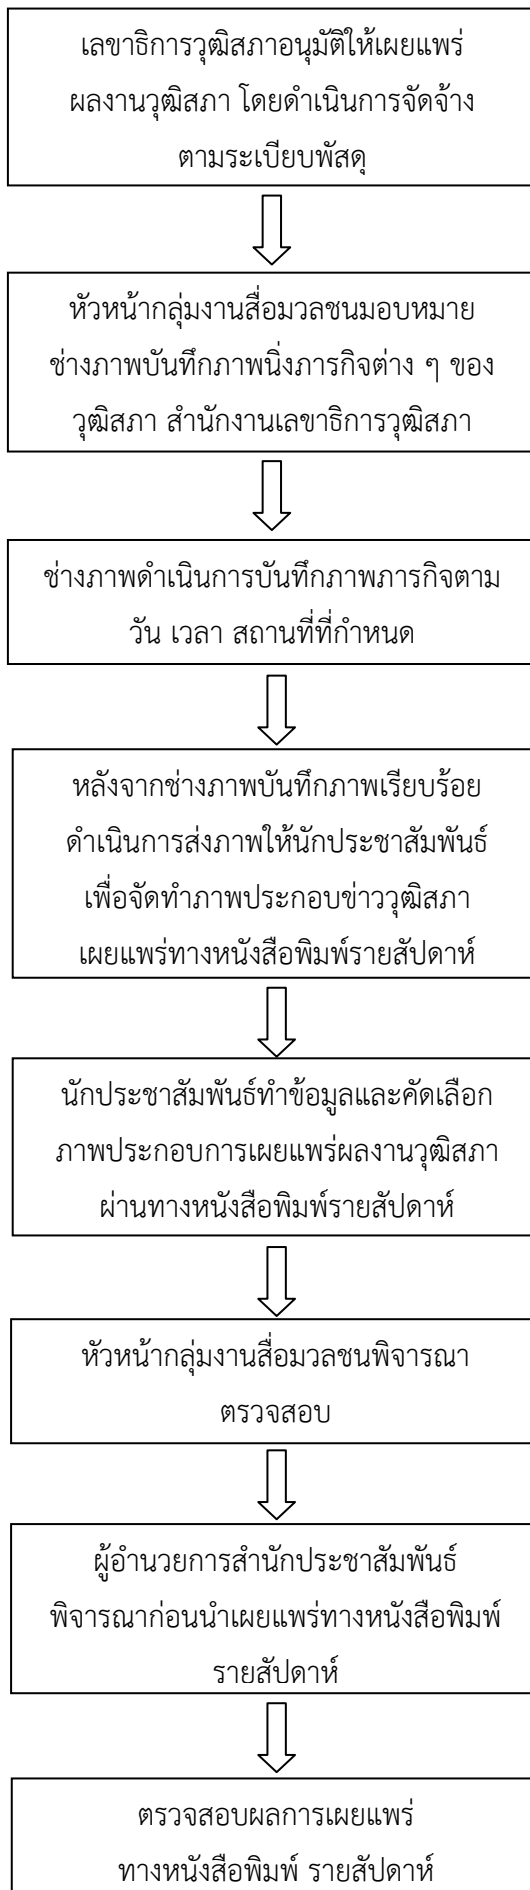 เลขาธิการวุฒิสภาอนุมัติให้เผยแพร่
ผลงานวุฒิสภา โดยดำเนินการจัดจ้าง
ตามระเบียบพัสดุ
หัวหน้ากลุ่มงานสื่อมวลชนมอบหมาย
ช่างภาพบันทึกภาพนิ่งภารกิจต่าง ๆ ของ
วุฒิสภา สำนักงานเลขาธิการวุฒิสภา
ช่างภาพดำเนินการบันทึกภาพภารกิจตาม
วัน เวลา สถานที่ที่กำหนด
หลังจากช่างภาพบันทึกภาพเรียบร้อย
ดำเนินการส่งภาพให้นักประชาสัมพันธ์
เพื่อจัดทำภาพประกอบข่าววุฒิสภา
เผยแพร่ทางหนังสือพิมพ์รายสัปดาห์
นักประชาสัมพันธ์ทำข้อมูลและคัดเลือก
ภาพประกอบการเผยแพร่ผลงานวุฒิสภา
ผ่านทางหนังสือพิมพ์รายสัปดาห์
หัวหน้ากลุ่มงานสื่อมวลชนพิจารณา
ตรวจสอบ
ผู้อำนวยการสำนักประชาสัมพันธ์
พิจารณาก่อนนำเผยแพร่ทางหนังสือพิมพ์
รายสัปดาห์
ตรวจสอบผลการเผยแพร่
ทางหนังสือพิมพ์ รายสัปดาห์